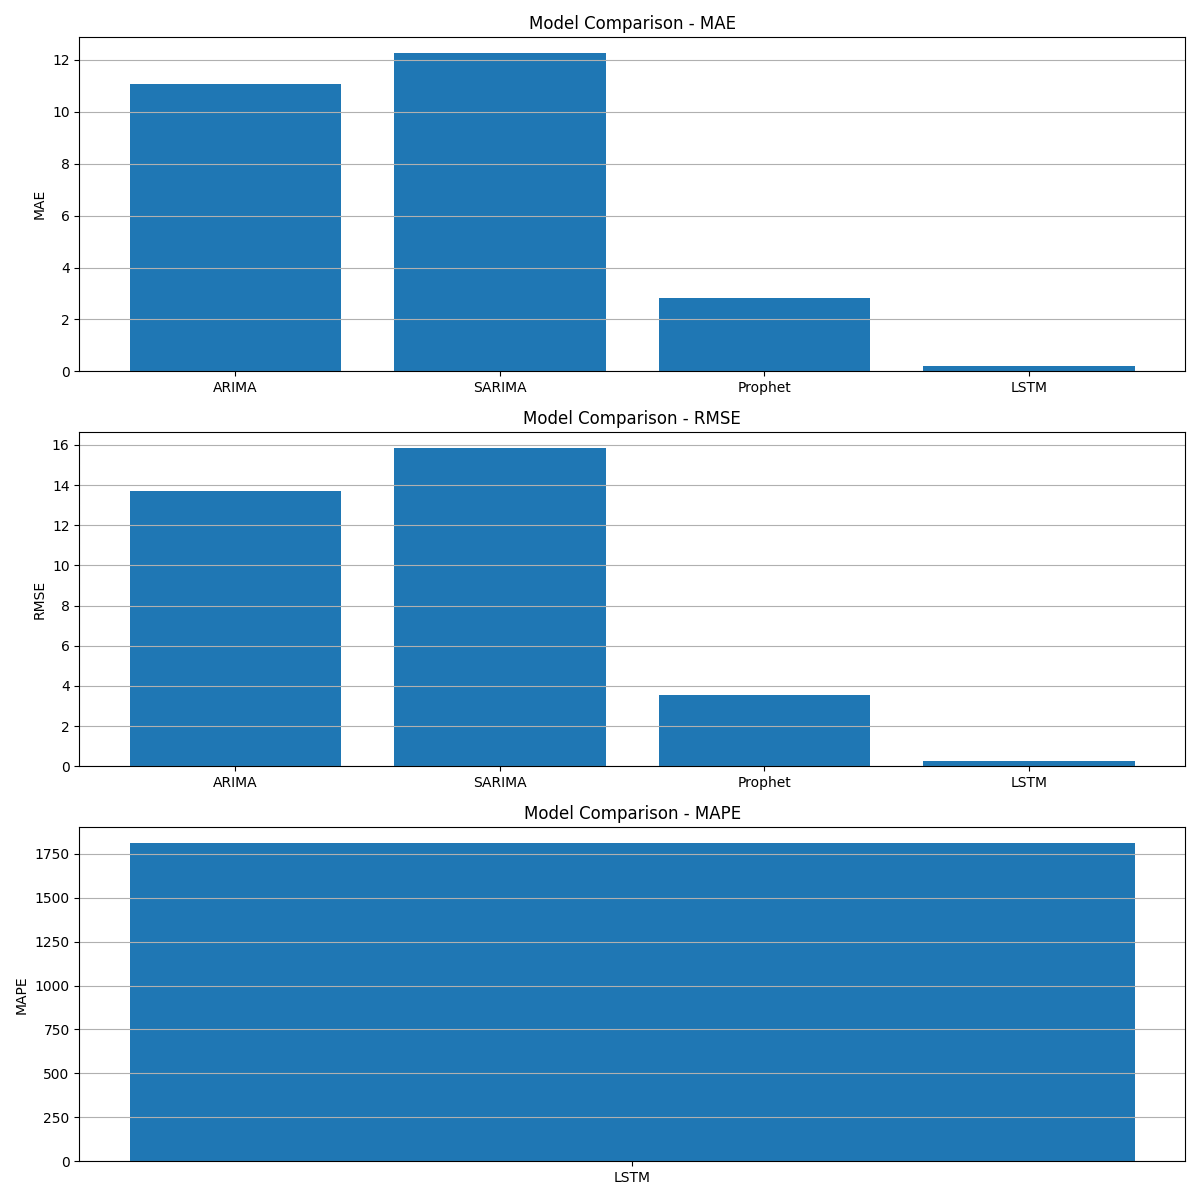 Model Comparison - MAE
12
10
8
6
4
2
0
MAE
ARIMA SARIMA Prophet LSTM
Model Comparison - RMSE
16
14
12
10
8
6
4
2
0
RMSE
ARIMA SARIMA Prophet LSTM
Model Comparison - MAPE
1750
1500
1250
1000
750
500
250
0
MAPE
LSTM